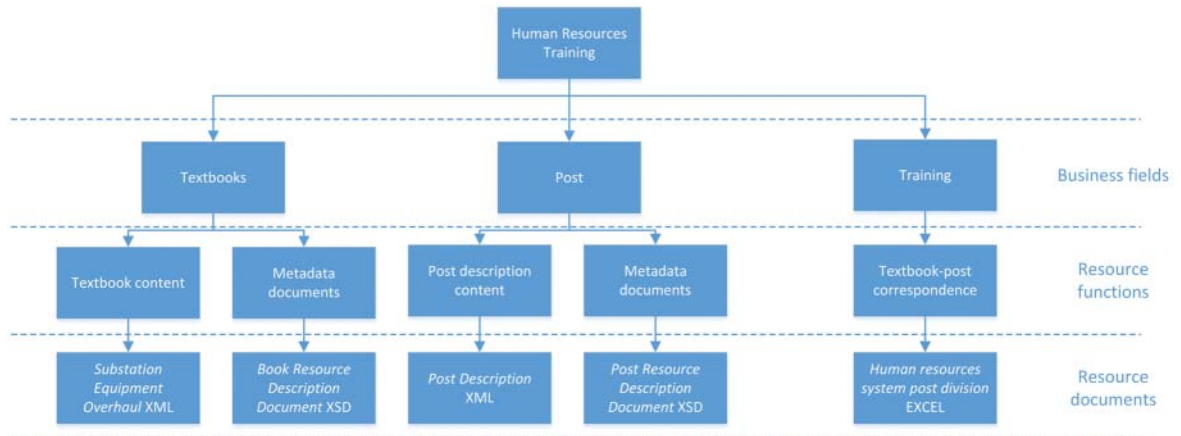 Human Resources
Training
Textbooks
Post
Training
Business fields
Textbook content
Metadata
documents
Post description
content
Metadata
documents
Textbook-post
correspondence
Resource
functions
Substation
Equipment
Overhaul XML
Book Resource
Description
Document XSD
Post Description
XML
Post Resource
Description
Document XSD
Human resources
system post division
EXCEL
Resource
documents